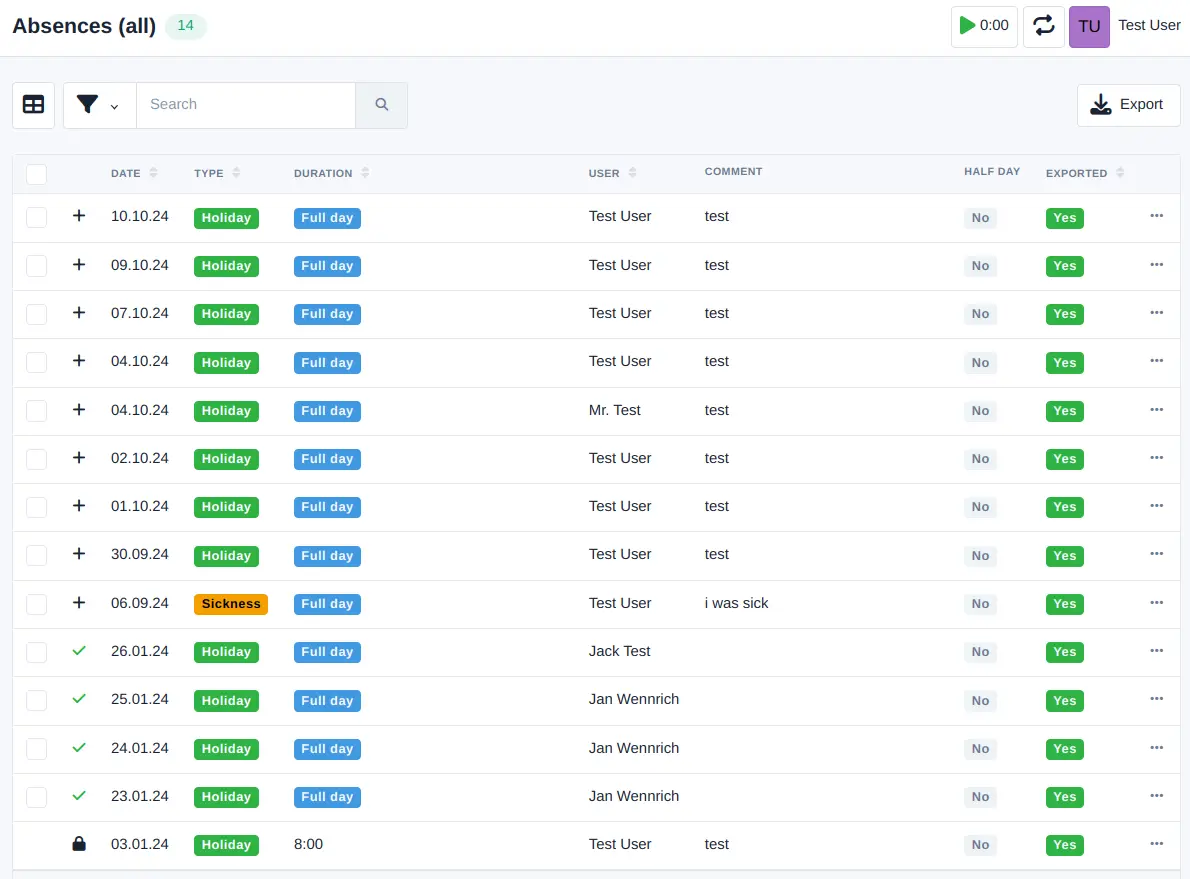 Absences (all) 14 0:00 TU Test User
Search Export
DATE TYPE DURATION USER COMMENT HALF DAY EXPORTED
10.10.24 Holiday Full day Test User test No Yes
09.10.24 Holiday Full day Test User test No Yes
07.10.24 Holiday Full day Test User test No Yes
04.10.24 Holiday Full day Test User test No Yes
04.10.24 Holiday Full day Mr. Test test No Yes
02.10.24 Holiday Full day Test User test No Yes
01.10.24 Holiday Full day Test User test No Yes
30.09.24 Holiday Full day Test User test No Yes
06.09.24 Sickness Full day Test User i was sick No Yes
26.01.24 Holiday Full day Jack Test No Yes
25.01.24 Holiday Full day Jan Wennrich No Yes
24.01.24 Holiday Full day Jan Wennrich No Yes
23.01.24 Holiday Full day Jan Wennrich No Yes
03.01.24 Holiday 8:00 Test User test No Yes